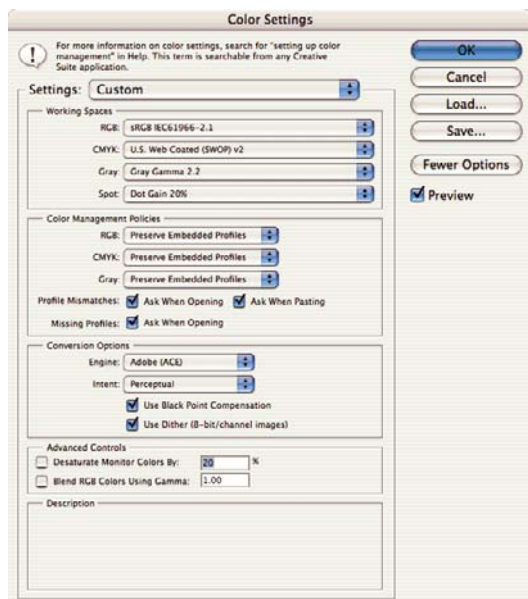 Color Settings
For more information on color settings, search for "setting up color
management" in Help. This term is searchable from any Creative
Suite application.
Settings: Custom
Working Spaces
RGB: sRGB IEC61966-2.1
CMYK: U.S. Web Coated (SWOP) v2
Gray: Gray Gamma 2.2
Spot: Dot Gain 20%
Color Management Policies
RGB: Preserve Embedded Profiles
CMYK: Preserve Embedded Profiles
Gray: Preserve Embedded Profiles
Profile Mismatches: Ask When Opening Ask When Pasting
Missing Profiles: Ask When Opening
Conversion Options
Engine: Adobe (ACE)
Intent: Perceptual
Use Black Point Compensation
Use Dither (8-bit/channel images)
Advanced Controls
Desaturate Monitor Colors By: 20 %
Blend RGB Colors Using Gamma: 1.00
Description
OK
Cancel
Load...
Save...
Fewer Options
Preview